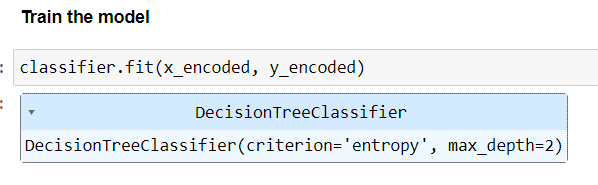 Train the model
: classifier.fit(x_encoded, y_encoded)
:
▾ DecisionTreeClassifier
DecisionTreeClassifier(criterion='entropy', max_depth=2)